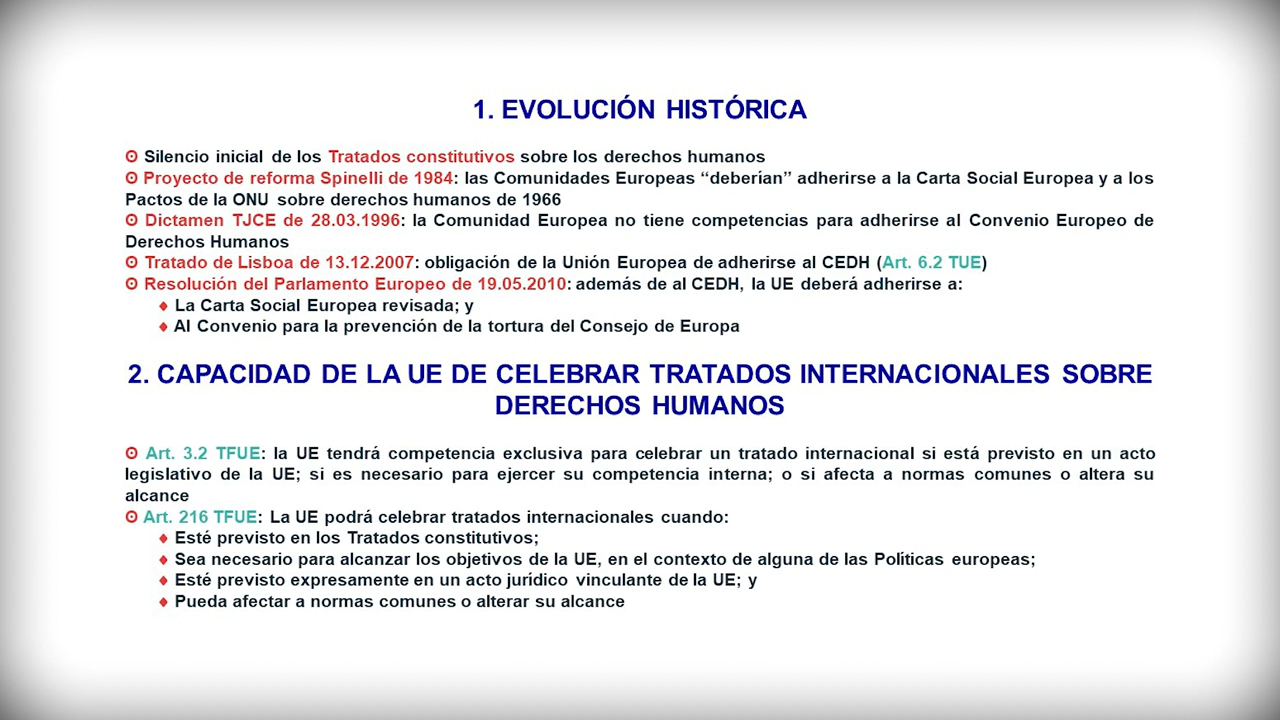 1. EVOLUCIÓN HISTÓRICA
ʘ Silencio inicial de los Tratados constitutivos sobre los derechos humanos
ʘ Proyecto de reforma Spinelli de 1984: las Comunidades Europeas “deberían” adherirse a la Carta Social Europea y a los
Pactos de la ONU sobre derechos humanos de 1966
ʘ Dictamen TJCE de 28.03.1996: la Comunidad Europea no tiene competencias para adherirse al Convenio Europeo de
Derechos Humanos
ʘ Tratado de Lisboa de 13.12.2007: obligación de la Unión Europea de adherirse al CEDH (Art. 6.2 TUE)
ʘ Resolución del Parlamento Europeo de 19.05.2010: además de al CEDH, la UE deberá adherirse a:
♦ La Carta Social Europea revisada; y
♦ Al Convenio para la prevención de la tortura del Consejo de Europa
2. CAPACIDAD DE LA UE DE CELEBRAR TRATADOS INTERNACIONALES SOBRE
DERECHOS HUMANOS
ʘ Art. 3.2 TFUE: la UE tendrá competencia exclusiva para celebrar un tratado internacional si está previsto en un acto
legislativo de la UE; si es necesario para ejercer su competencia interna; o si afecta a normas comunes o altera su
alcance
ʘ Art. 216 TFUE: La UE podrá celebrar tratados internacionales cuando:
♦ Esté previsto en los Tratados constitutivos;
♦ Sea necesario para alcanzar los objetivos de la UE, en el contexto de alguna de las Políticas europeas;
♦ Esté previsto expresamente en un acto jurídico vinculante de la UE; y
♦ Pueda afectar a normas comunes o alterar su alcance